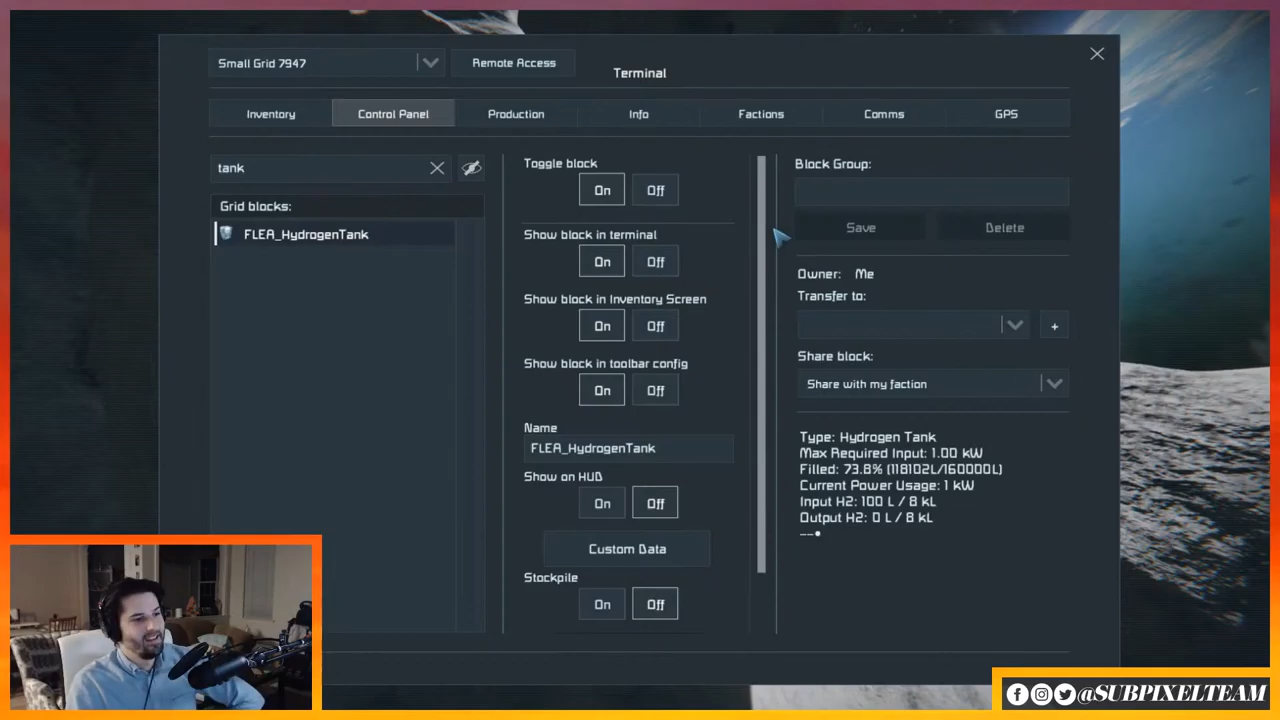 Small Grid 7947
Remote Access
Terminal
Inventory
Control Panel
Production
Info
Factions
Comms
GPS
tank
Grid blocks:
FLEA_HydrogenTank
Toggle block
On Off
Show block in terminal
On Off
Show block in Inventory Screen
On Off
Show block in toolbar config
On Off
Name
FLEA_HydrogenTank
Show on HUD
On Off
Custom Data
Stockpile
On Off
Block Group:
Save
Delete
Owner: Me
Transfer to:
+
Share block:
Share with my faction
Type: Hydrogen Tank
Max Required Input: 1.00 kW
Filled: 73.8% (118102L/160000L)
Current Power Usage: 1 kW
Input H2: 100 L / 8 kL
Output H2: 0 L / 8 kL
@SUBPIXELTEAM